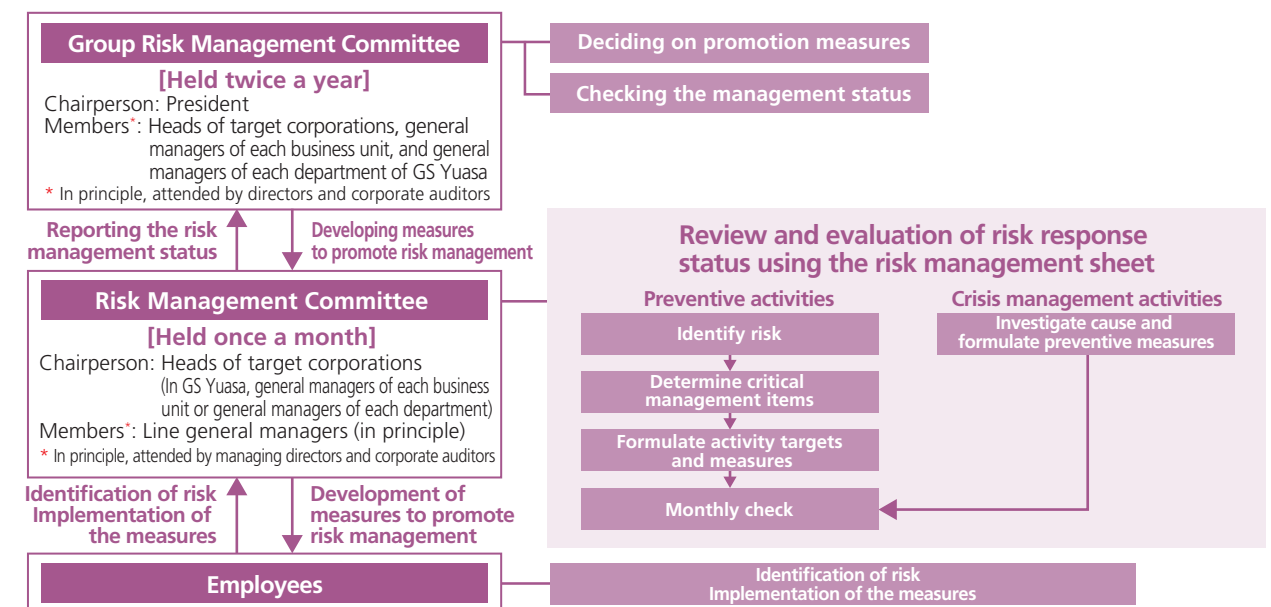 Group Risk Management Committee
[Held twice a year]
Chairperson: President
Members*: Heads of target corporations, general
managers of each business unit, and general
managers of each department of GS Yuasa
* In principle, attended by directors and corporate auditors
Deciding on promotion measures
Checking the management status
Reporting the risk
management status
Developing measures
to promote risk management
Risk Management Committee
[Held once a month]
Chairperson: Heads of target corporations
(In GS Yuasa, general managers of each business
unit or general managers of each department)
Members*: Line general managers (in principle)
* In principle, attended by managing directors and corporate auditors
Review and evaluation of risk response
status using the risk management sheet
Preventive activities
Identify risk
Determine critical
management items
Formulate activity targets
and measures
Monthly check
Crisis management activities
Investigate cause and
formulate preventive measures
Identification of risk
Implementation of
the measures
Development of
measures to promote
risk management
Employees
Identification of risk
Implementation of the measures